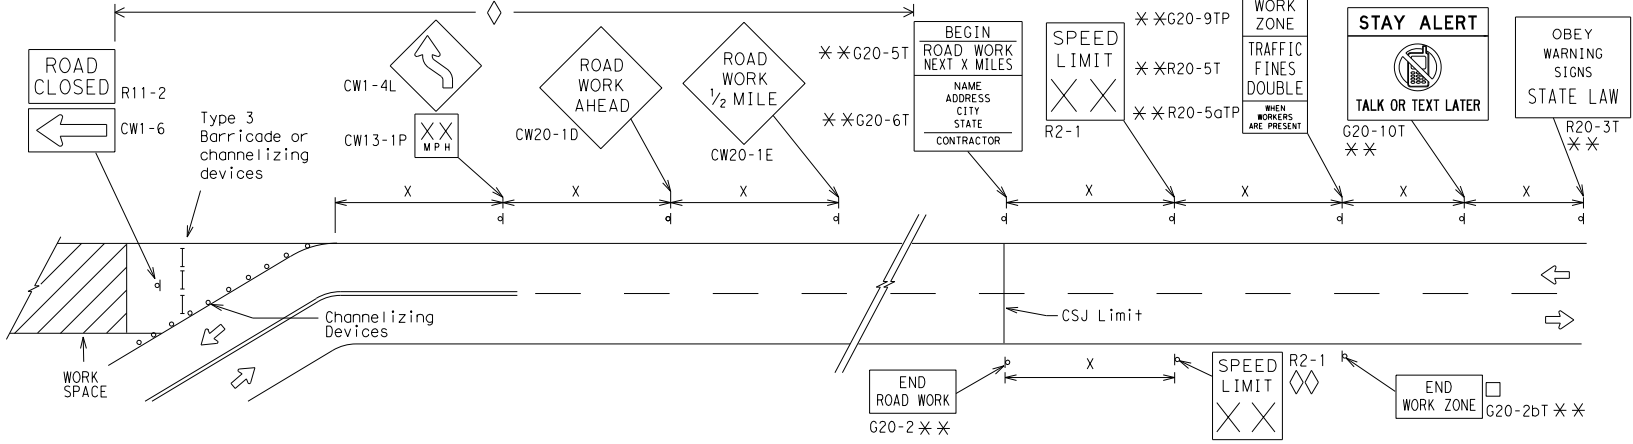 ROAD
CLOSED
R11-2
CW1-6
Type 3
Barricade or
channelizing
devices
CW1-4L
XX
MPH
CW13-1P
ROAD
WORK
AHEAD
CW20-1D
ROAD
WORK
1/2 MILE
CW20-1E
**G20-5T
**G20-6T
BEGIN
ROAD WORK
NEXT X MILES
NAME
ADDRESS
CITY
STATE
CONTRACTOR
SPEED
LIMIT
XX
R2-1
**G20-9TP
**R20-5T
**R20-5aTP
WORK
ZONE
TRAFFIC
FINES
DOUBLE
WHEN
WORKERS
ARE PRESENT
STAY ALERT
TALK OR TEXT LATER
G20-10T
**
OBEY
WARNING
SIGNS
STATE LAW
R20-3T
**
X
X
X
X
X
X
X
Channelizing
Devices
CSJ Limit
WORK
SPACE
END
ROAD WORK
G20-2 **
X
SPEED
LIMIT
XX
R2-1
END
WORK ZONE
G20-2bT **